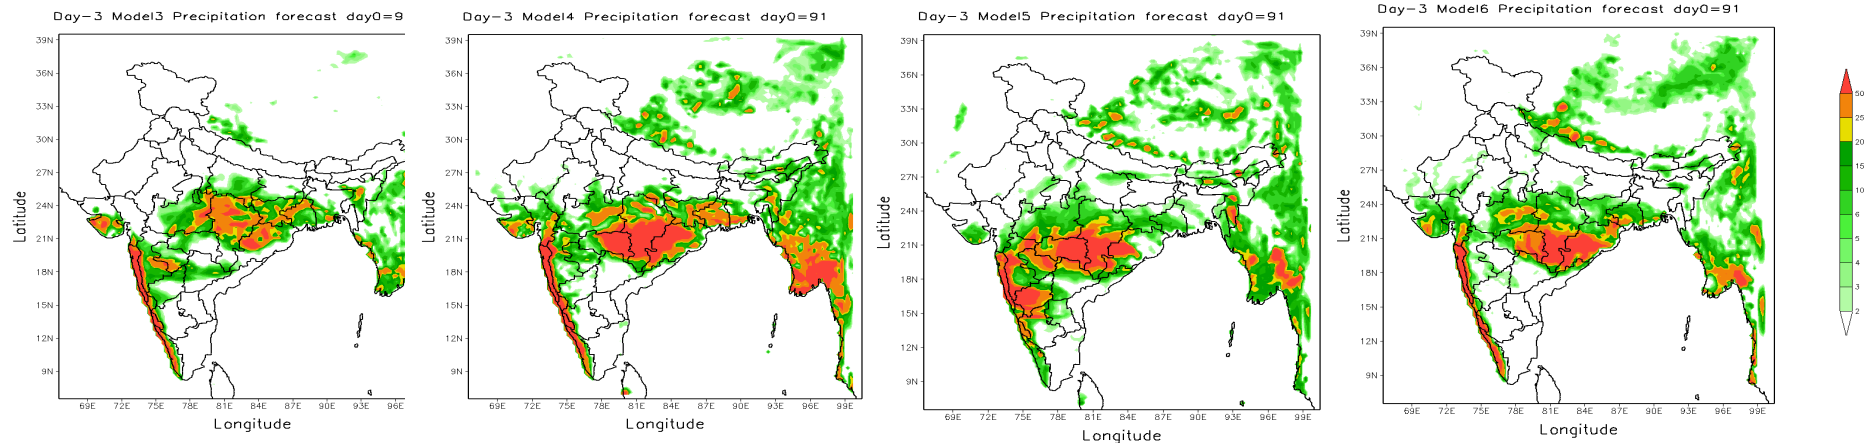 Day-3 Model3 Precipitation forecast day0=9
39N
36N
33N
30N
27N
24N
21N
18N
15N
12N
9N
Latitude
69E 72E 75E 78E 81E 84E 87E 90E 93E 96E
Longitude
Day-3 Model4 Precipitation forecast day0=91
39N
36N
33N
30N
27N
24N
21N
18N
15N
12N
9N
Latitude
69E 72E 75E 78E 81E 84E 87E 90E 93E 96E 99E
Longitude
Day-3 Model5 Precipitation forecast day0=91
39N
36N
33N
30N
27N
24N
21N
18N
15N
12N
9N
Latitude
69E 72E 75E 78E 81E 84E 87E 90E 93E 96E 99E
Longitude
Day-3 Model6 Precipitation forecast day0=91
39N
36N
33N
30N
27N
24N
21N
18N
15N
12N
9N
Latitude
69E 72E 75E 78E 81E 84E 87E 90E 93E 96E 99E
Longitude
50
25
20
15
10
6
5
4
3
2